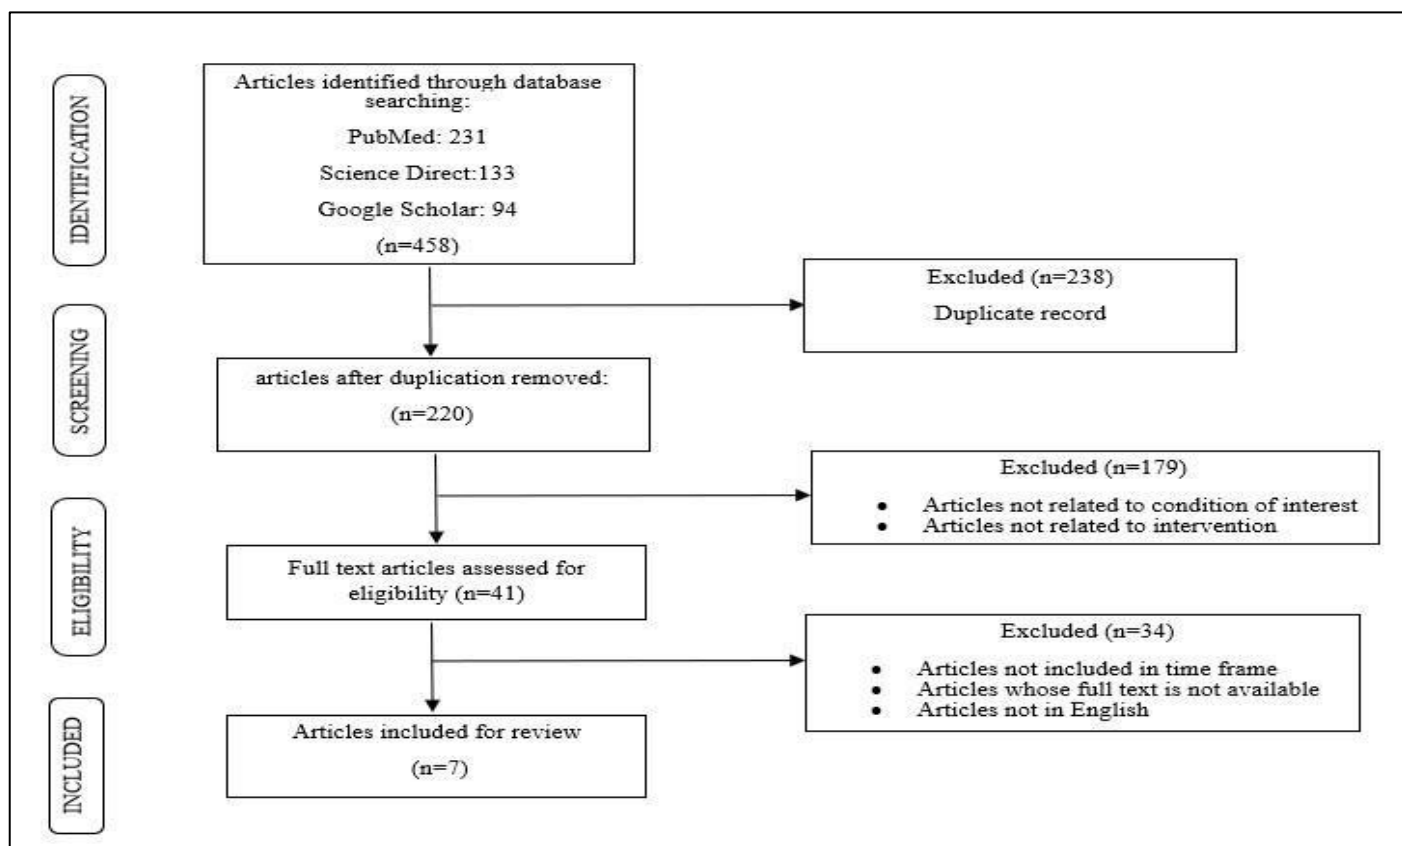 IDENTIFICATION
Articles identified through database
searching:
PubMed: 231
Science Direct:133
Google Scholar: 94
(n=458)
Excluded (n=238)
Duplicate record
SCREENING
articles after duplication removed:
(n=220)
Excluded (n=179)
• Articles not related to condition of interest
• Articles not related to intervention
ELIGIBILITY
Full text articles assessed for
eligibility (n=41)
Excluded (n=34)
• Articles not included in time frame
• Articles whose full text is not available
• Articles not in English
INCLUDED
Articles included for review
(n=7)